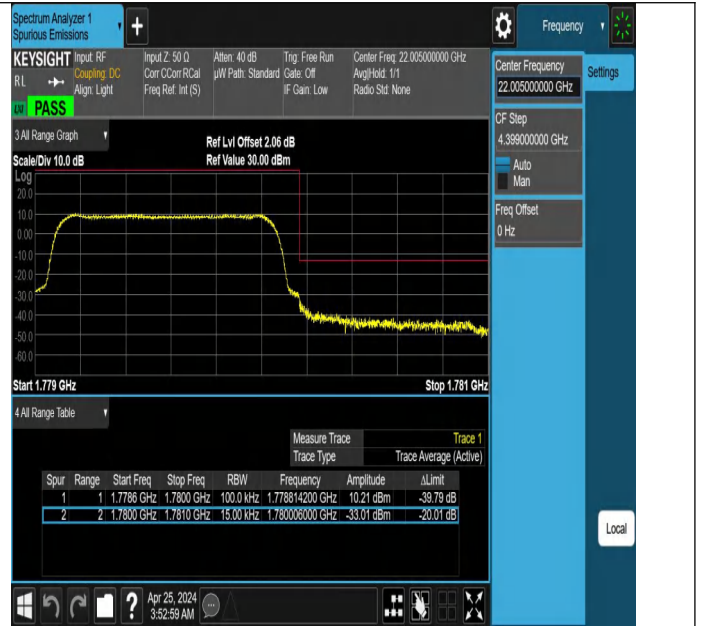 Spectrum Analyzer 1
Spurious Emissions
Frequency
KEYSIGHT Input: RF Input Z: 50 Ω Atten: 40 dB Trig: Free Run Center Freq: 22.005000000 GHz
RL Coupling: DC Corr CCorr RCal µW Path: Standard Gate: Off Avg|Hold: 1/1
Align: Light Freq Ref: Int (S) IF Gain: Low Radio Std: None
LXI PASS
Center Frequency
22.005000000 GHz
Settings
CF Step
4.399000000 GHz
Auto
Man
Freq Offset
0 Hz
3 All Range Graph
Ref Lvl Offset 2.06 dB
Scale/Div 10.0 dB Ref Value 30.00 dBm
Log
20.0
10.0
0.00
-10.0
-20.0
-30.0
-40.0
-50.0
-60.0
Start 1.779 GHz Stop 1.781 GHz
4 All Range Table
Measure Trace Trace 1
Trace Type Trace Average (Active)
Spur Range Start Freq Stop Freq RBW Frequency Amplitude ΔLimit
1 1 1.7786 GHz 1.7800 GHz 100.0 kHz 1.778814200 GHz 10.21 dBm -39.79 dB
2 2 1.7800 GHz 1.7810 GHz 15.00 kHz 1.780006000 GHz -33.01 dBm -20.01 dB
Local
Apr 25, 2024
3:52:59 AM